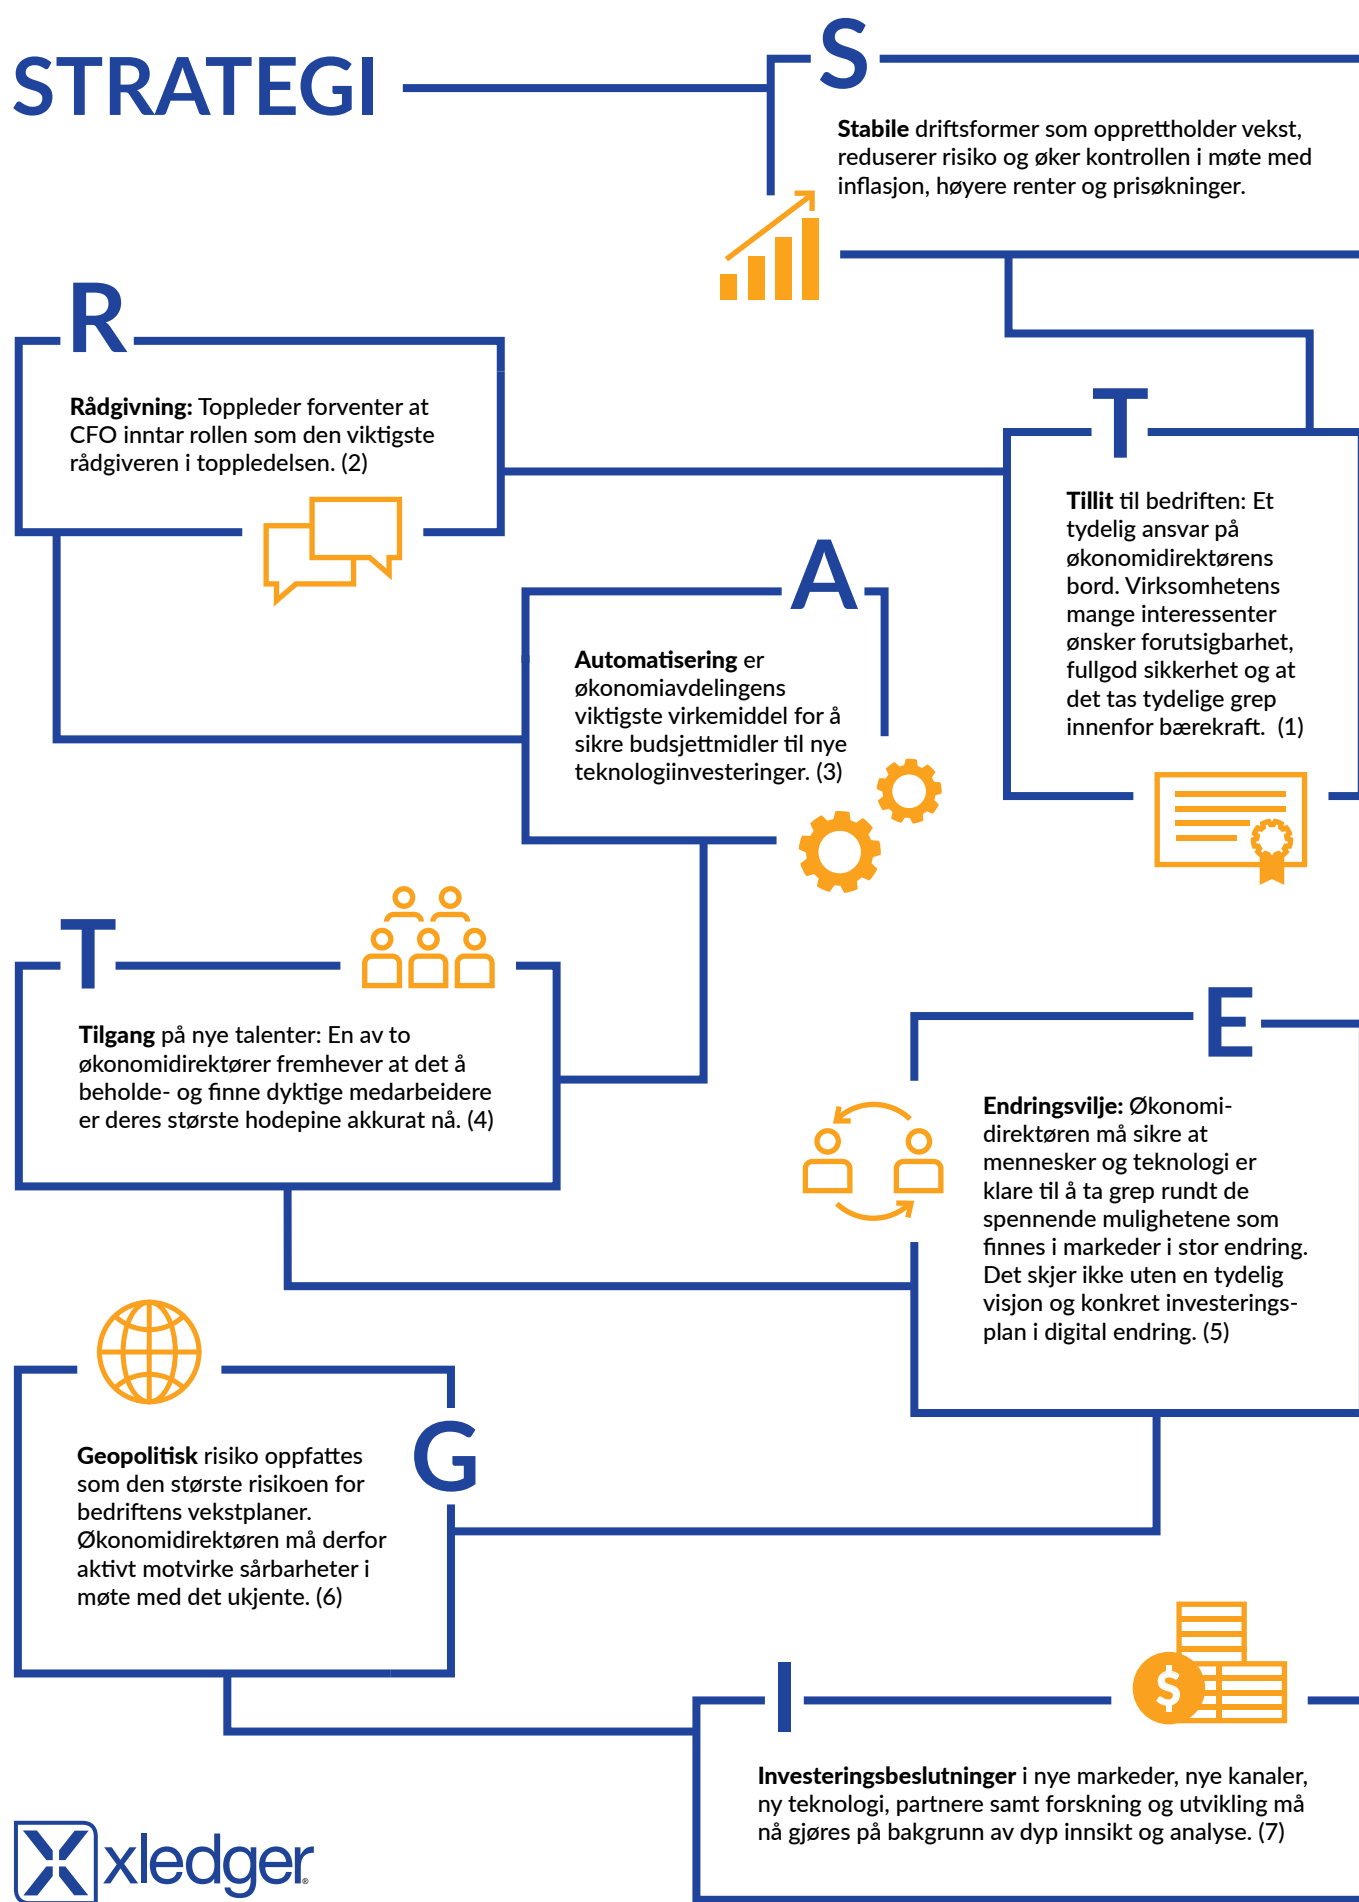 STRATEGI
S
Stabile driftsformer som opprettholder vekst,
reduserer risiko og øker kontrollen i møte med
inflasjon, høyere renter og prisøkninger.
T
Tillit til bedriften: Et
tydelig ansvar på
økonomidirektørens
bord. Virksomhetens
mange interessenter
ønsker forutsigbarhet,
fullgod sikkerhet og at
det tas tydelige grep
innenfor bærekraft. (1)
R
Rådgivning: Toppleder forventer at
CFO inntar rollen som den viktigste
rådgiveren i toppledelsen. (2)
A
Automatisering er
økonomiavdelingens
viktigste virkemiddel for å
sikre budsjettmidler til nye
teknologiinvesteringer. (3)
T
Tilgang på nye talenter: En av to
økonomidirektører fremhever at det å
beholde- og finne dyktige medarbeidere
er deres største hodepine akkurat nå. (4)
E
Endringsvilje: Økonomi-
direktøren må sikre at
mennesker og teknologi er
klare til å ta grep rundt de
spennende mulighetene som
finnes i markeder i stor endring.
Det skjer ikke uten en tydelig
visjon og konkret investerings-
plan i digital endring. (5)
G
Geopolitisk risiko oppfattes
som den største risikoen for
bedriftens vekstplaner.
Økonomidirektøren må derfor
aktivt motvirke sårbarheter i
møte med det ukjente. (6)
I
$
Investeringsbeslutninger i nye markeder, nye kanaler,
ny teknologi, partnere samt forskning og utvikling må
nå gjøres på bakgrunn av dyp innsikt og analyse. (7)
xledger®